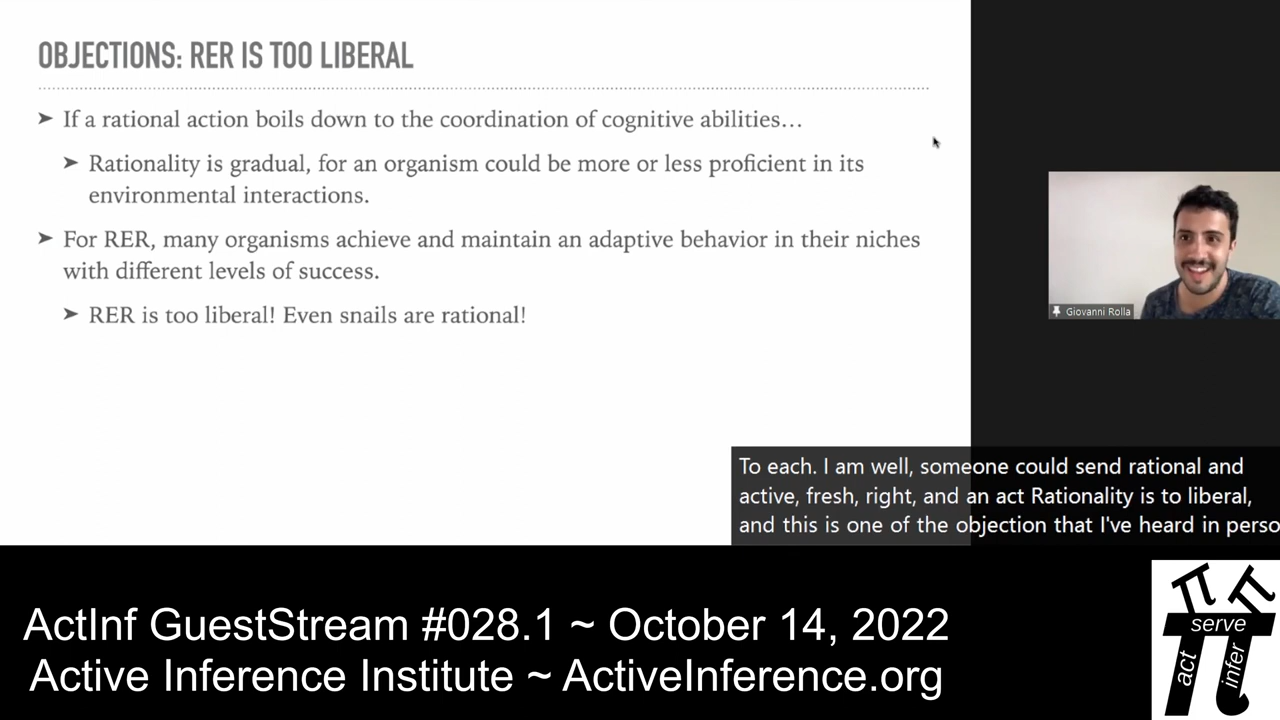 OBJECTIONS: RER IS TOO LIBERAL
➤ If a rational action boils down to the coordination of cognitive abilities…
➤ Rationality is gradual, for an organism could be more or less proficient in its
environmental interactions.
➤ For RER, many organisms achieve and maintain an adaptive behavior in their niches
with different levels of success.
➤ RER is too liberal! Even snails are rational!
Giovanni Rolla
To each. I am well, someone could send rational and
active, fresh, right, and an act Rationality is to liberal,
and this is one of the objection that I've heard in perso
ActInf GuestStream #028.1 ~ October 14, 2022
Active Inference Institute ~ ActiveInference.org
serve
act
infer